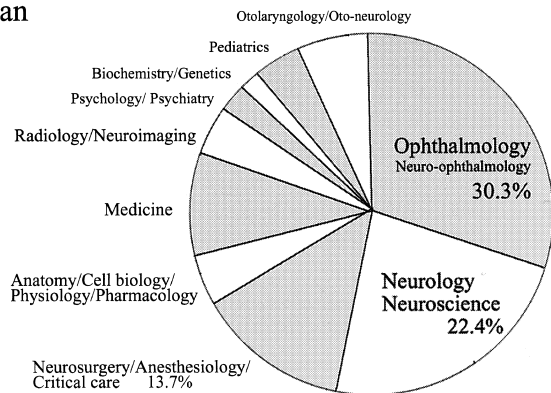 an
Otolaryngology/Oto-neurology
Pediatrics
Biochemistry/Genetics
Psychology/ Psychiatry
Radiology/Neuroimaging
Medicine
Anatomy/Cell biology/
Physiology/Pharmacology
Neurosurgery/Anesthesiology/
Critical care 13.7%
Ophthalmology
Neuro-ophthalmology
30.3%
Neurology
Neuroscience
22.4%